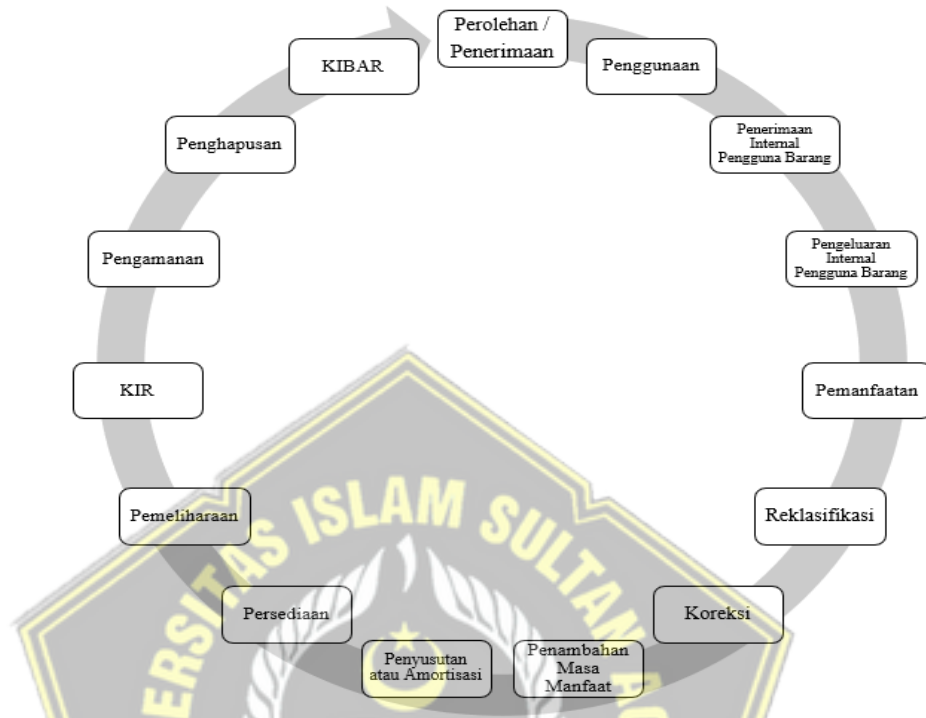 Perolehan /
Penerimaan
Penggunaan
Penerimaan
Internal
Pengguna Barang
Pengeluaran
Internal
Pengguna Barang
Pemanfaatan
Reklasifikasi
Koreksi
Penambahan
Masa
Manfaat
Penyusutan
atau Amortisasi
Persediaan
Pemeliharaan
KIR
Pengamanan
Penghapusan
KIBAR
ISLAM SULTAN